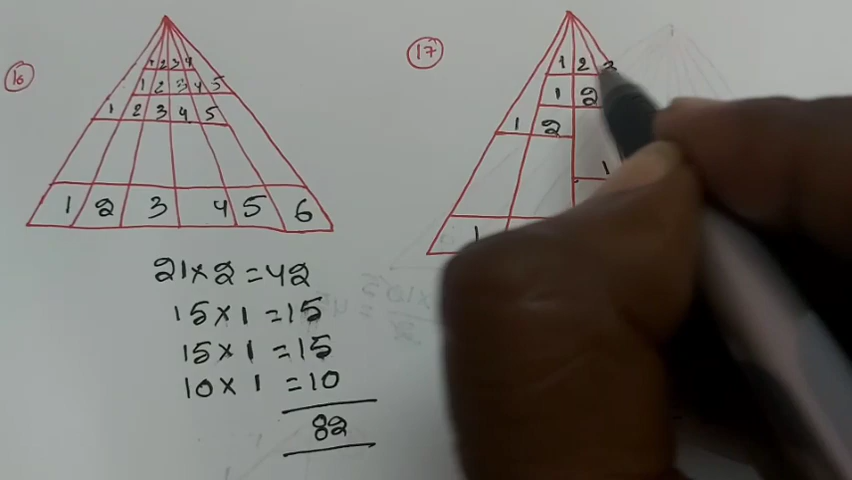 16
1 2 3 4
1 2 3 4 5
1 2 3 4 5
1 2 3 4 5 6
21 x 2 = 42
15 x 1 = 15
15 x 1 = 15
10 x 1 = 10
82
17
1 2 3
1 2
1 2
1
1